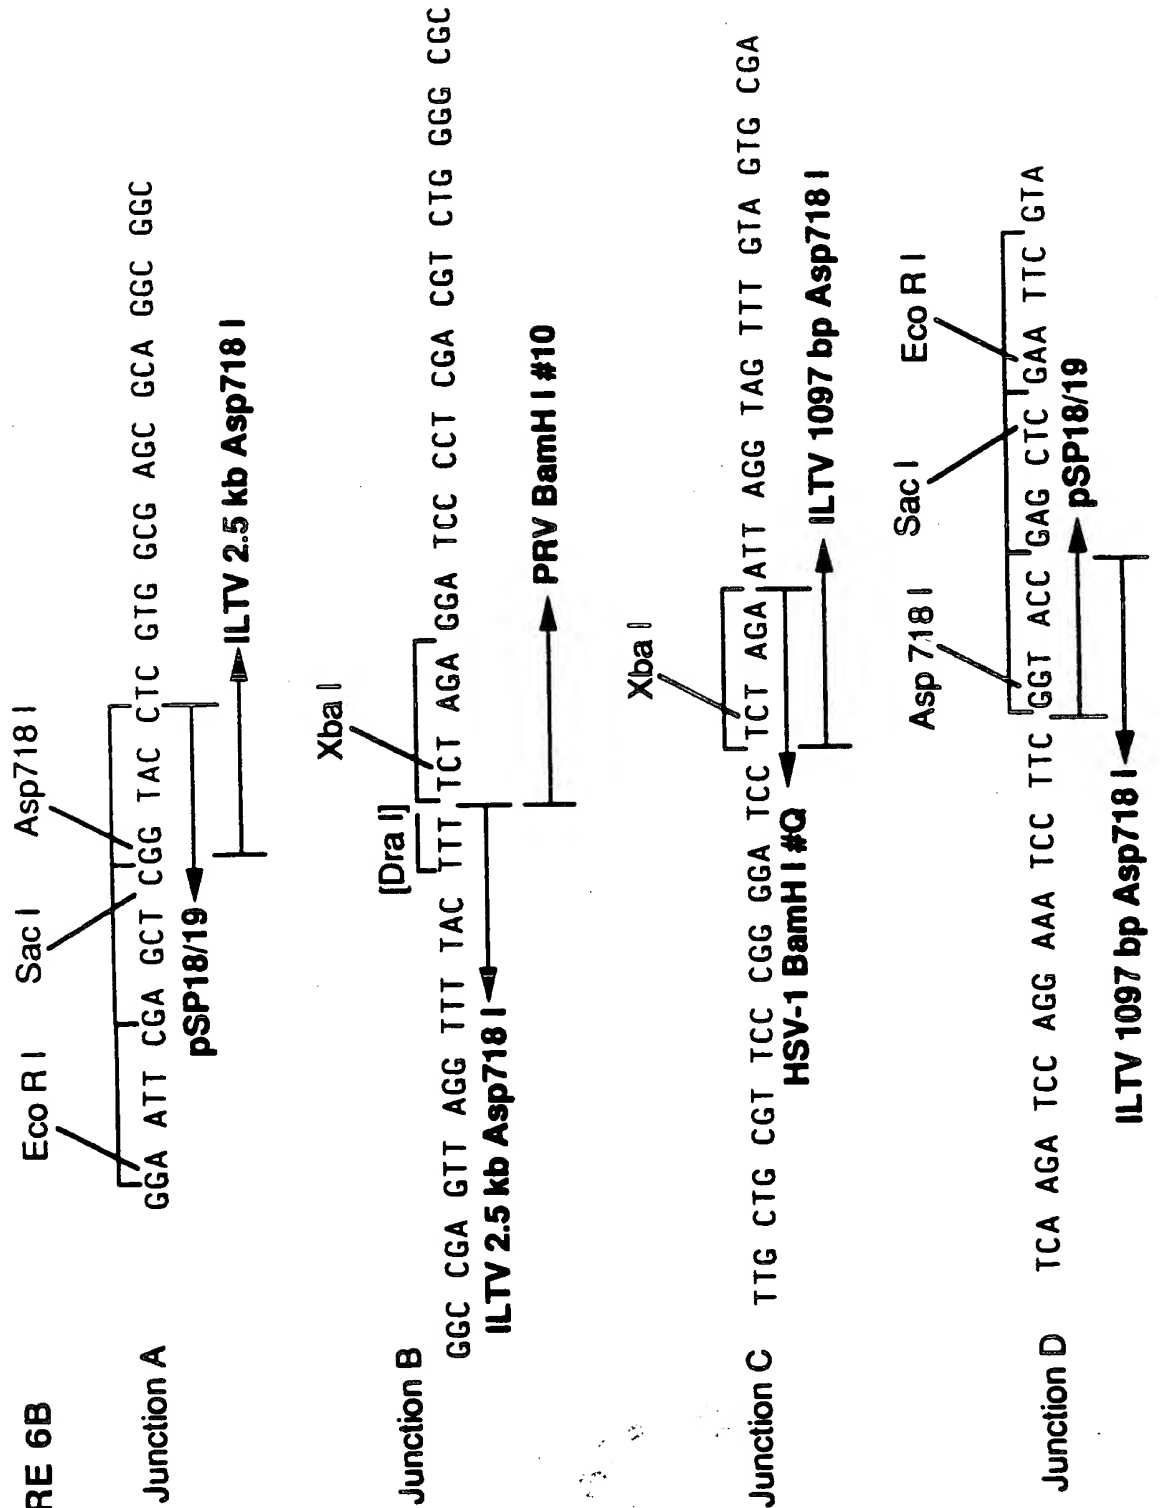 RE 6B
Eco R I Sac I Asp718 I
Junction A GGA ATT CGA GCT CGG TAC CTC GTG GCG AGC GCA GGC GGC
pSP18/19
ILTV 2.5 kb Asp718 I
[Dra I] Xba I
Junction B
GGC CGA GTT AGG TTT TAC TTT TCT AGA GGA TCC CCT CGA CGT CTG GGG CGC
ILTV 2.5 kb Asp718 I
PRV BamH I #10
Xba I
Junction C TTG CTG CGT TCC CGG GGA TCC TCT AGA ATT AGG TAG TTT GTA GTG CGA
HSV-1 BamH I #Q
ILTV 1097 bp Asp718 I
Asp 718 I Sac I Eco R I
Junction D TCA AGA TCC AGG AAA TCC TTC GGT ACC GAG CTC GAA TTC GTA
pSP18/19
ILTV 1097 bp Asp718 I